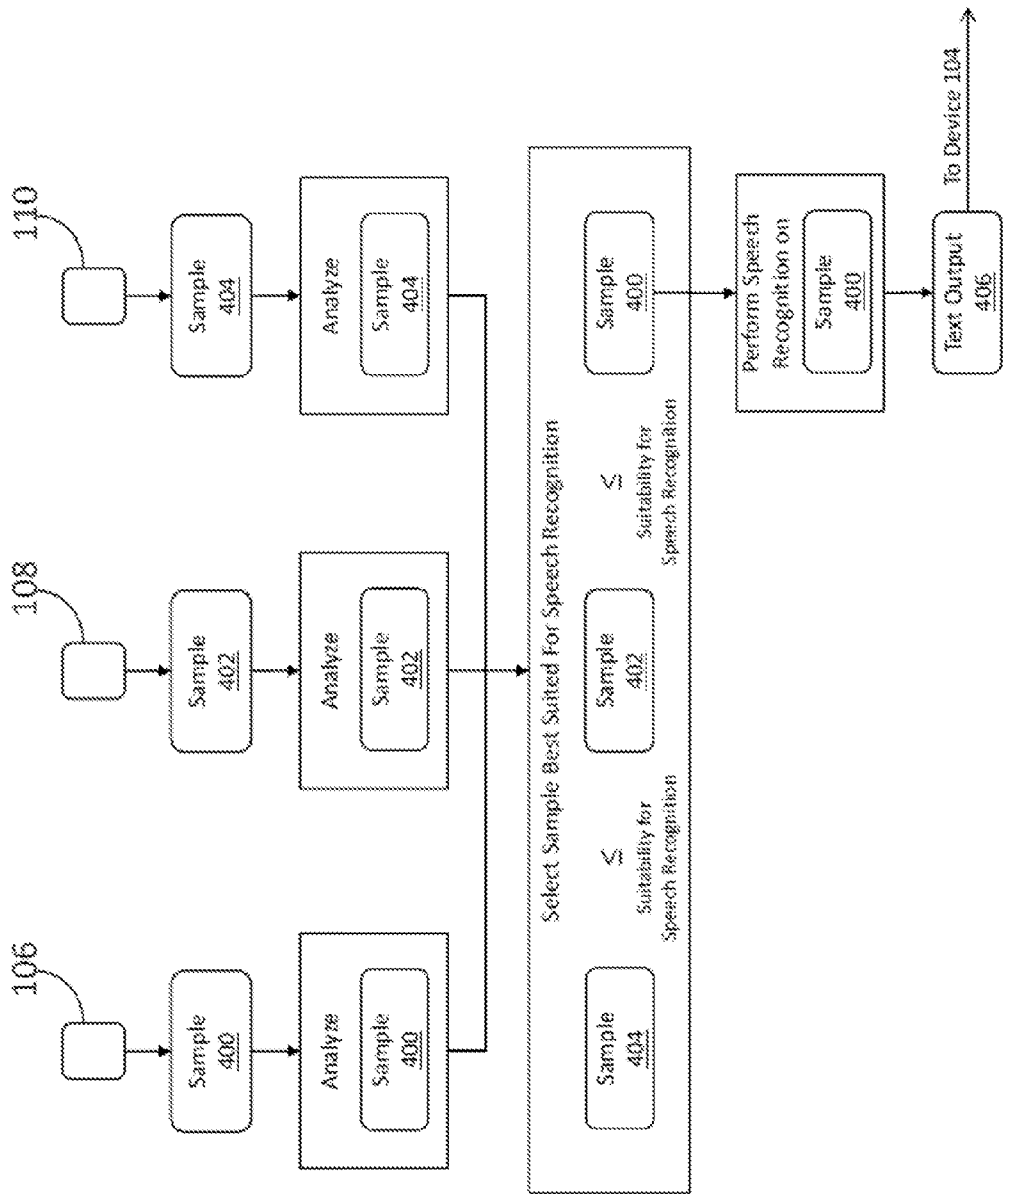 106
108
110
Sample
400
Sample
402
Sample
404
Analyze
Sample
400
Analyze
Sample
402
Analyze
Sample
404
Select Sample Best Suited For Speech Recognition
Sample
404
≤
Suitability for
Speech Recognition
Sample
402
≤
Suitability for
Speech Recognition
Sample
400
Perform Speech
Recognition on
Sample
400
Text Output
406
To Device 104